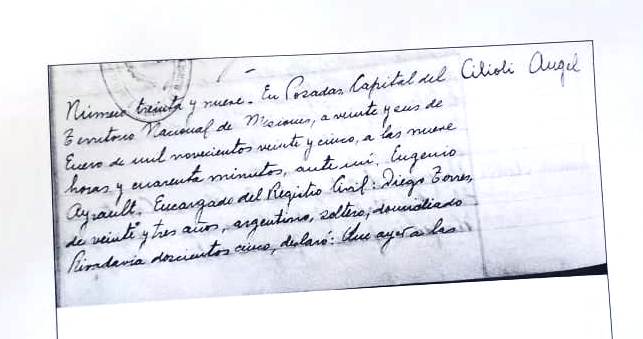 Número treinta y nueve. En Posadas Capital del
Territorio Nacional de Misiones, a veinte y seis de
Enero de mil novecientos veinte y cinco, a las nueve
horas y cuarenta minutos, ante mí, Eugenio
Ayrault, Encargado del Registro Civil: Diego Torres,
de veinte y tres años, argentino, soltero, domiciliado
Rivadavia doscientos cinco, declaró: Que ayer a las
Cilioli Angel